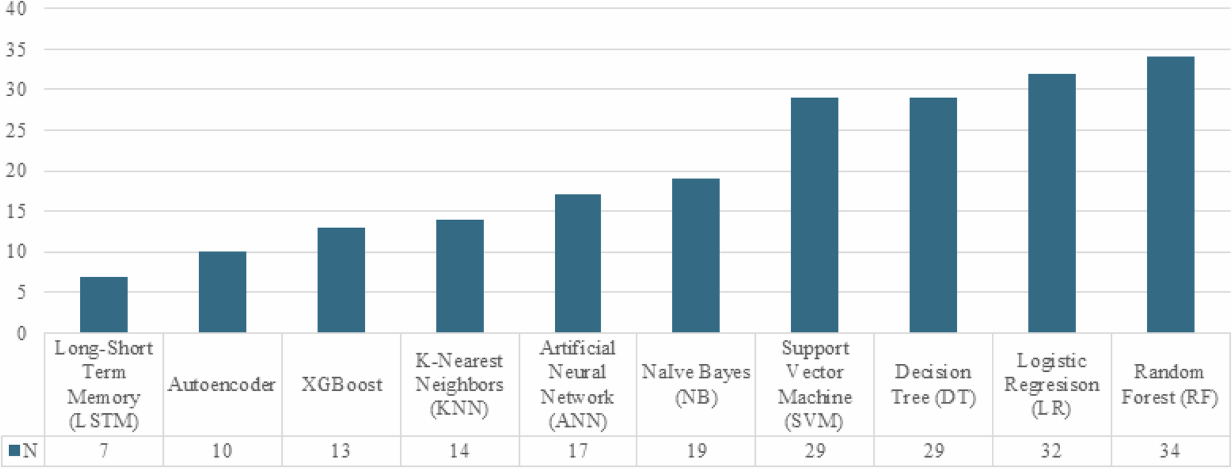 40
35
30
25
20
15
10
5
0
Long-Short
Term
Memory
(LSTM)
Autoencoder
XGBoost
K-Nearest
Neighbors
(KNN)
Artificial
Neural
Network
(ANN)
NaIve Bayes
(NB)
Support
Vector
Machine
(SVM)
Decision
Tree (DT)
Logistic
Regresison
(LR)
Random
Forest (RF)
N 7 10 13 14 17 19 29 29 32 34